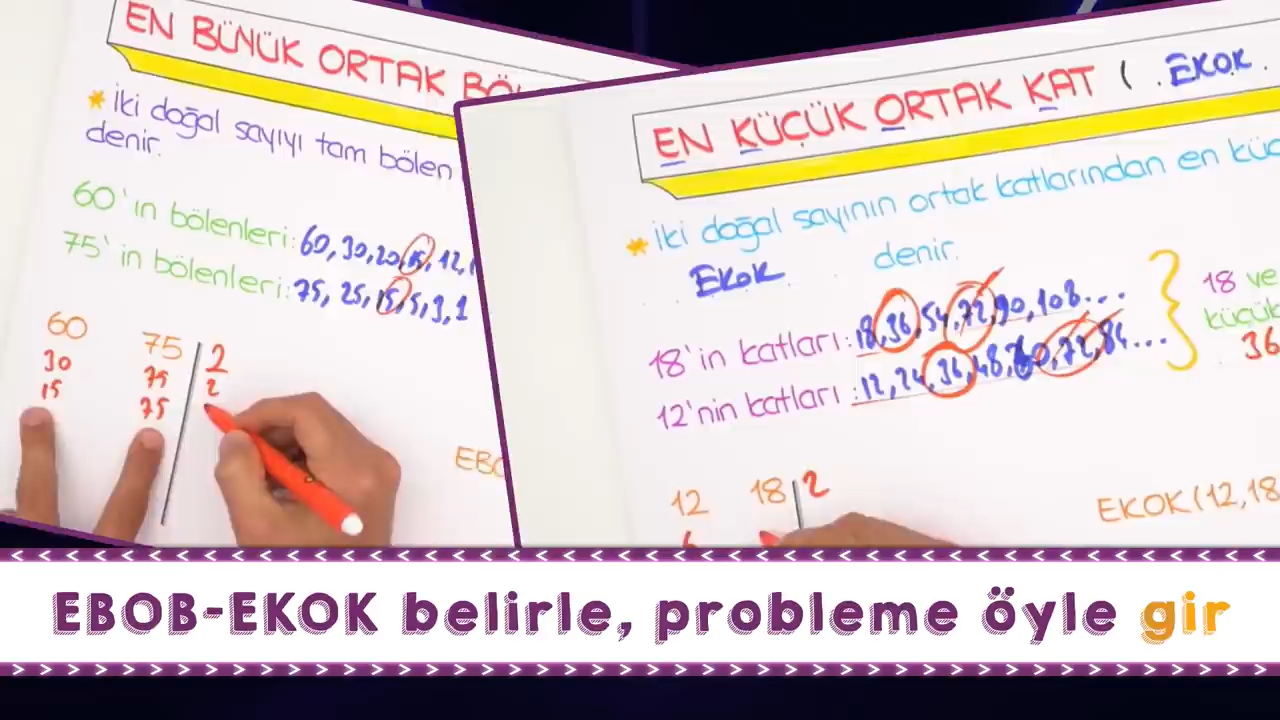 EN BÜYÜK ORTAK
* İki doğal sayıyı tam bölen
denir.
60'ın bölenleri: 60, 30, 20, 15, 12,
75'in bölenleri: 75, 25, 15, 5, 3, 1
60 75 2
30 75 2
15 75
EN KÜÇÜK ORTAK KAT ( . EKOK .
* İki doğal sayının ortak katlarından en
EKOK denir.
18'in katları: 18, 36, 54, 72, 90, 108...
12'nin katları: 12, 24, 36, 48, 60, 72, 84...
18 ve
36
12 18 2
6
EKOK(12,18
EBOB-EKOK belirle, probleme öyle gir